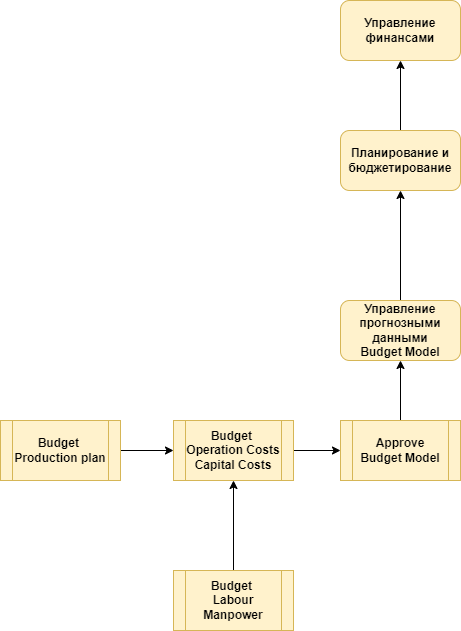 Управление
финансами
Планирование и
бюджетирование
Управление
прогнозными
данными
Budget Model
Budget
Production plan
Budget
Operation Costs
Capital Costs
Approve
Budget Model
Budget
Labour
Manpower